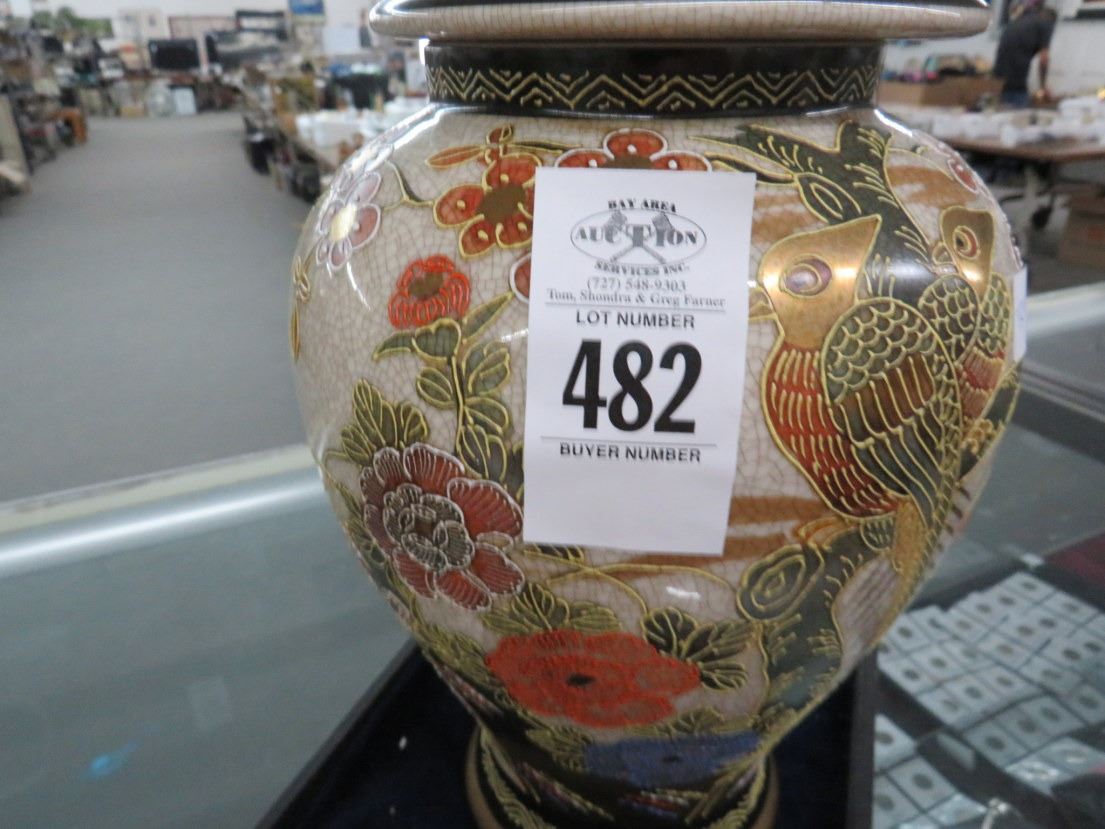 BAY AREA
AUCTION
SERVICES INC.
(727) 548-9303
Tom, Shondra & Greg Farner
LOT NUMBER
482
BUYER NUMBER